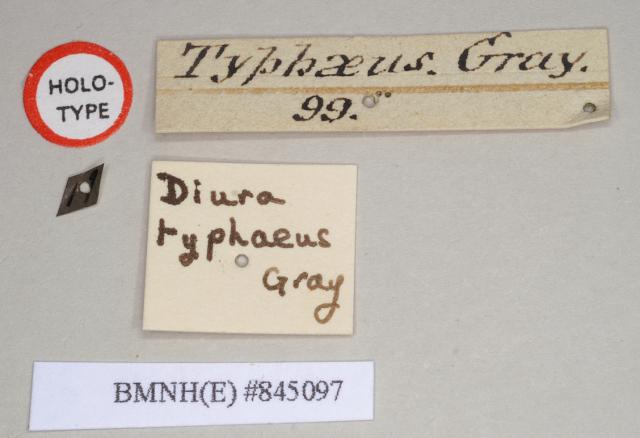 HOLO-
TYPE
Typhæus. Gray.
99.
Diura
typhaeus
Gray
BMNH(E) #845097